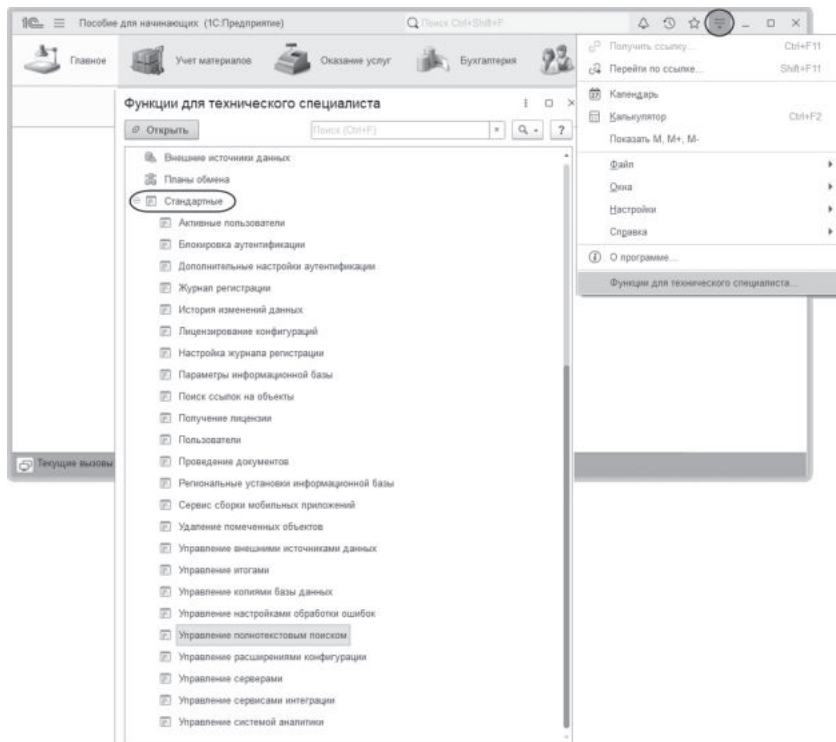 1С Пособие для начинающих (1С:Предприятие)
Поиск Ctrl+Shift+F
Главное
Учет материалов
Оказание услуг
Бухгалтерия
Получить ссылку... Ctrl+F11
Перейти по ссылке... Shift+F11
Календарь
Калькулятор Ctrl+F2
Показать M, M+, M-
Файл
Окна
Настройки
Справка
О программе...
Функции для технического специалиста...
Функции для технического специалиста
Открыть
Поиск (Ctrl+F)
×
?
Внешние источники данных
Планы обмена
Стандартные
Активные пользователи
Блокировка аутентификации
Дополнительные настройки аутентификации
Журнал регистрации
История изменений данных
Лицензирование конфигураций
Настройка журнала регистрации
Параметры информационной базы
Поиск ссылок на объекты
Получение лицензии
Пользователи
Проведение документов
Региональные установки информационной базы
Сервис сборки мобильных приложений
Удаление помеченных объектов
Управление внешними источниками данных
Управление итогами
Управление копиями базы данных
Управление настройками обработки ошибок
Управление полнотекстовым поиском
Управление расширениями конфигурации
Управление серверами
Управление сервисами интеграции
Управление системой аналитики
Текущие вызовы